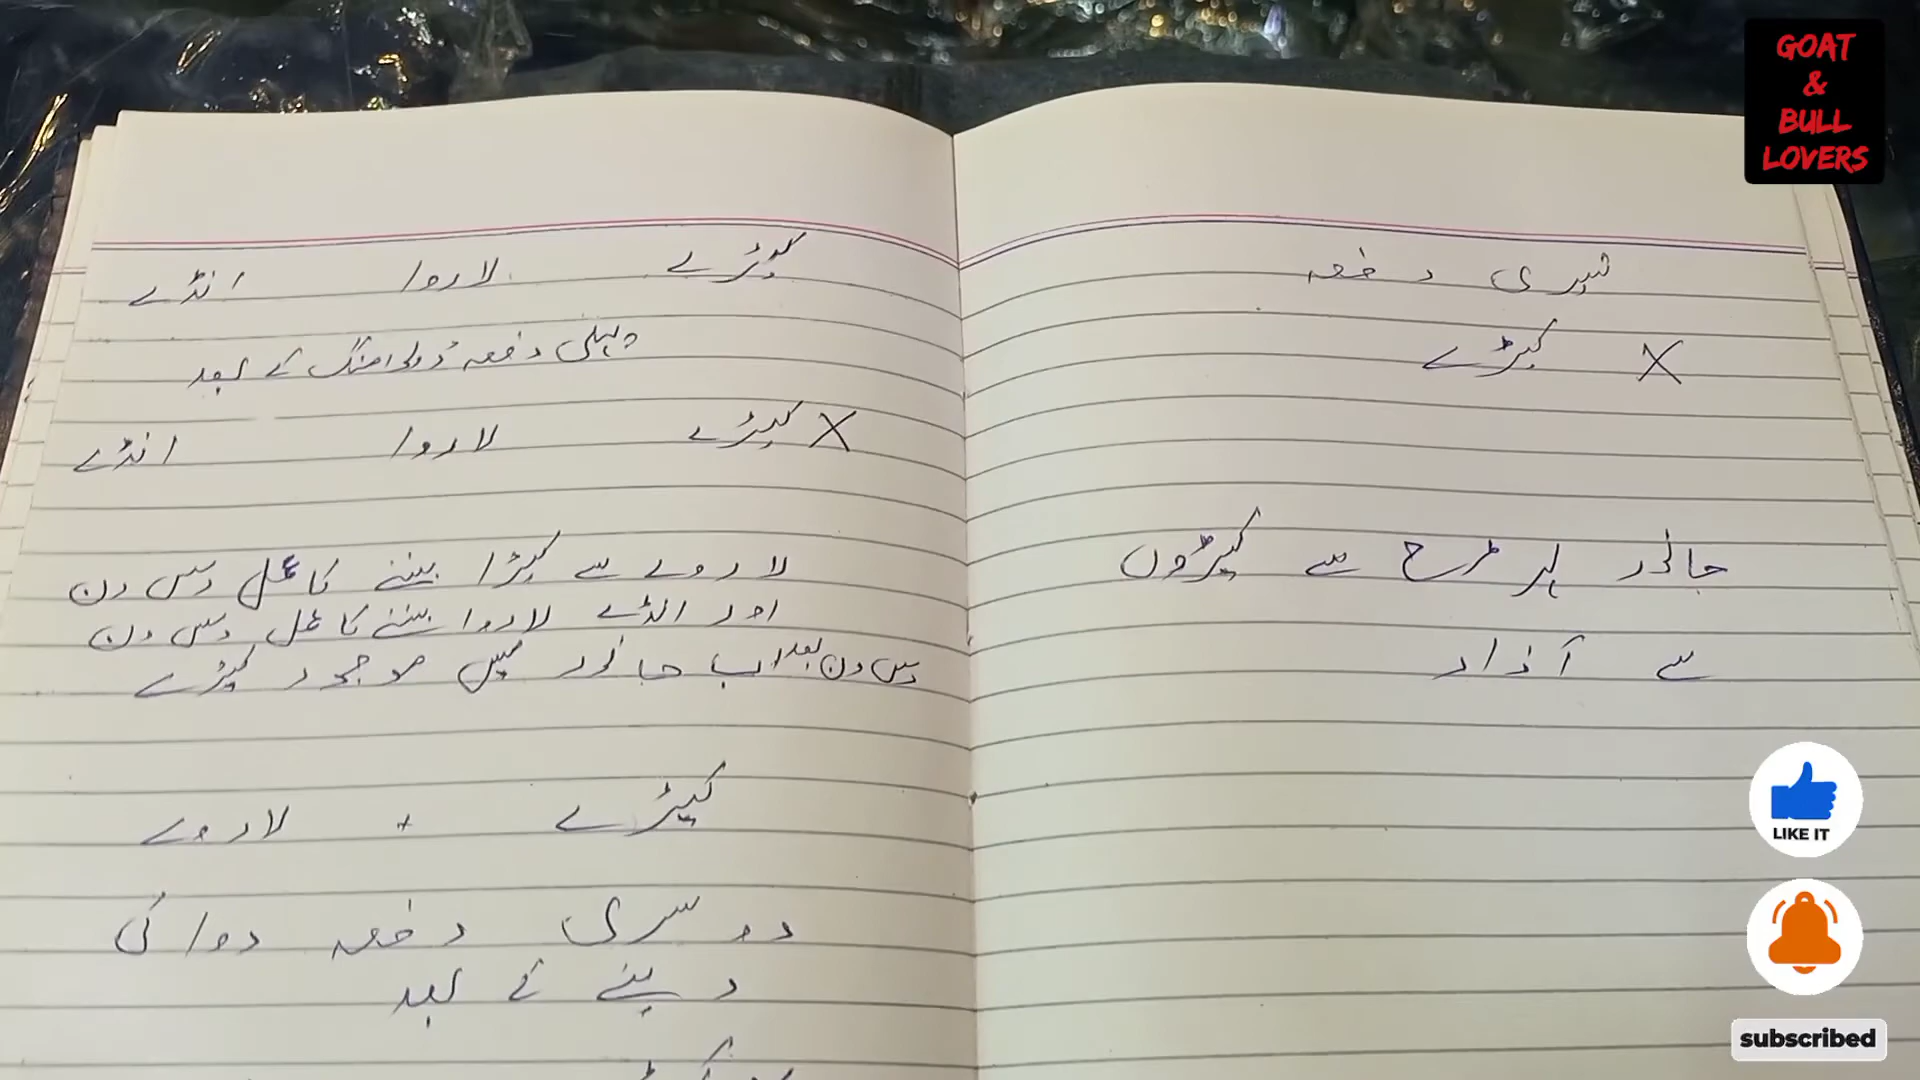 کیڑے لاروا انڈے
پہلی دفعہ ڈیوامنگ کے بعد
X کیڑے لاروا انڈے
لاروے سے کیڑا بننے کا عمل دس دن
اور انڈے لاروا بننے کا عمل دس دن
دس دن بعد اب جانور میں موجود کیڑے
کیڑے + لاروے
دوسری دفعہ دوائی
دینے کے بعد
تیسری دفعہ
X کیڑے
جانور ہر طرح سے کیڑوں
سے آزاد
GOAT
&
BULL
LOVERS
LIKE IT
subscribed